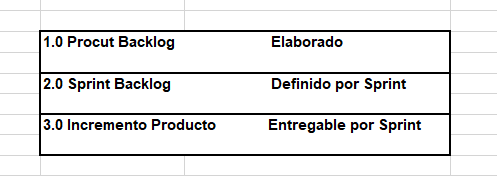 1.0 Procut Backlog Elaborado
2.0 Sprint Backlog Definido por Sprint
3.0 Incremento Producto Entregable por Sprint